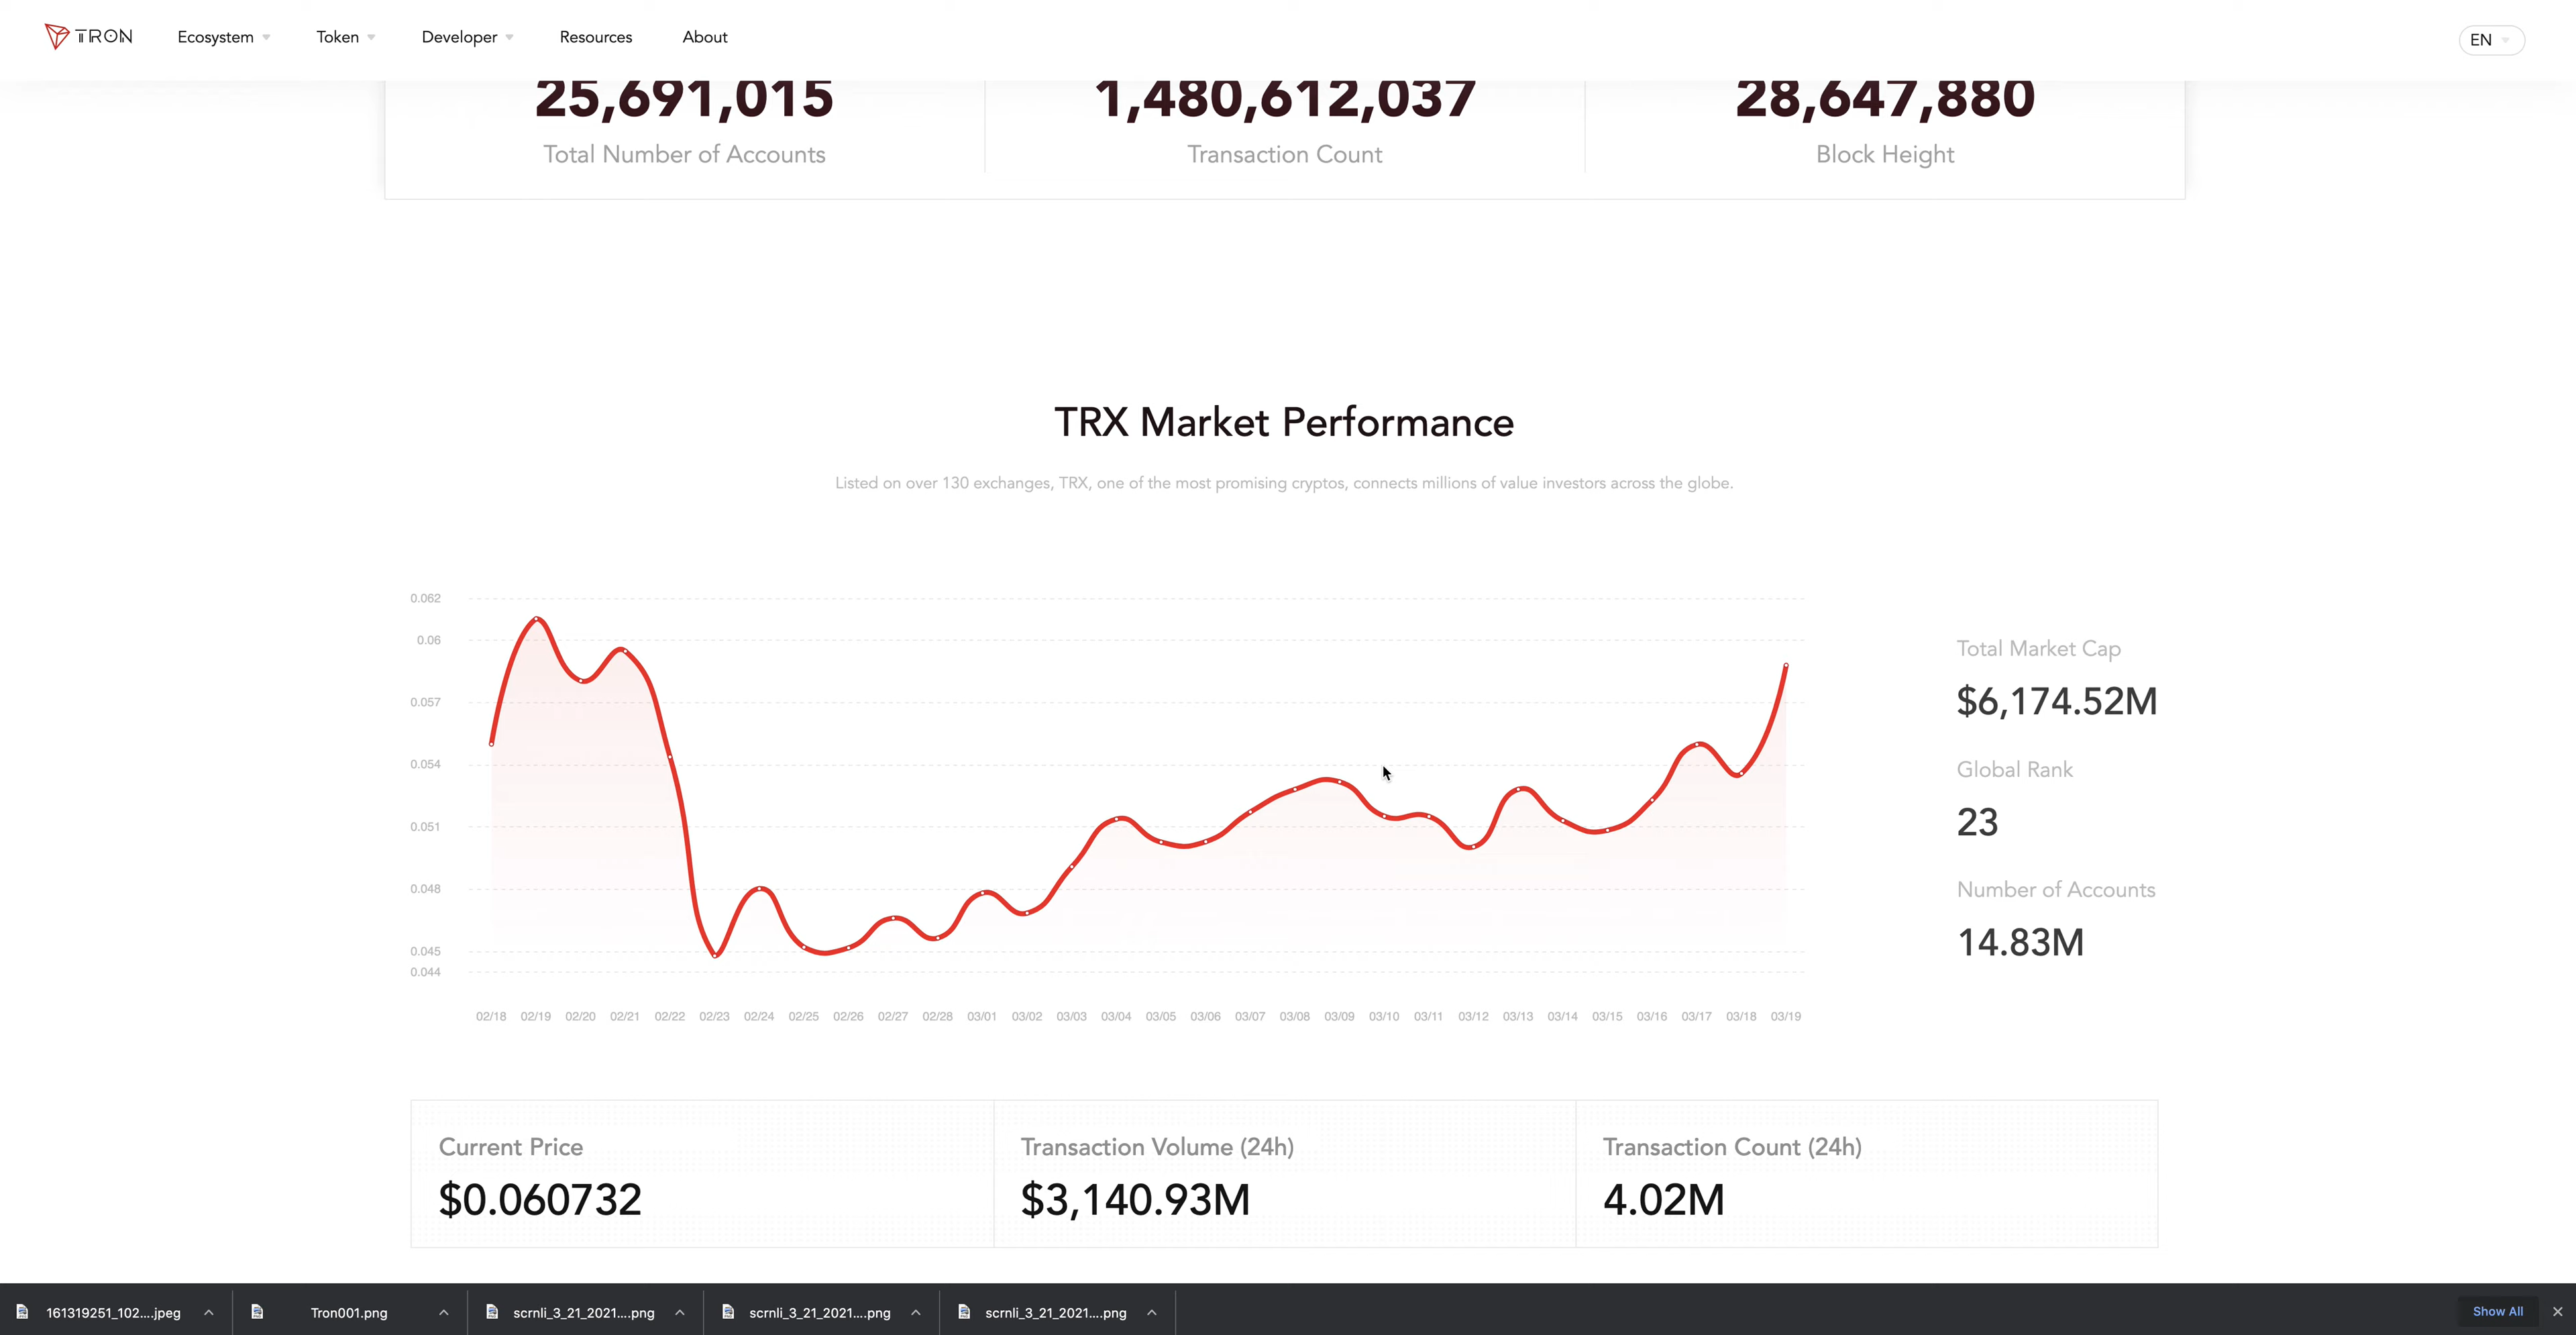 TRON Ecosystem Token Developer Resources About EN
25,691,015 1,480,612,037 28,647,880
Total Number of Accounts Transaction Count Block Height
TRX Market Performance
Listed on over 130 exchanges, TRX, one of the most promising cryptos, connects millions of value investors across the globe.
0.062
0.06
0.057
0.054
0.051
0.048
0.045
0.044
02/18 02/19 02/20 02/21 02/22 02/23 02/24 02/25 02/26 02/27 02/28 03/01 03/02 03/03 03/04 03/05 03/06 03/07 03/08 03/09 03/10 03/11 03/12 03/13 03/14 03/15 03/16 03/17 03/18 03/19
Total Market Cap
$6,174.52M
Global Rank
23
Number of Accounts
14.83M
Current Price Transaction Volume (24h) Transaction Count (24h)
$0.060732 $3,140.93M 4.02M
161319251_102....jpeg Tron001.png scrnli_3_21_2021....png scrnli_3_21_2021....png scrnli_3_21_2021....png Show All